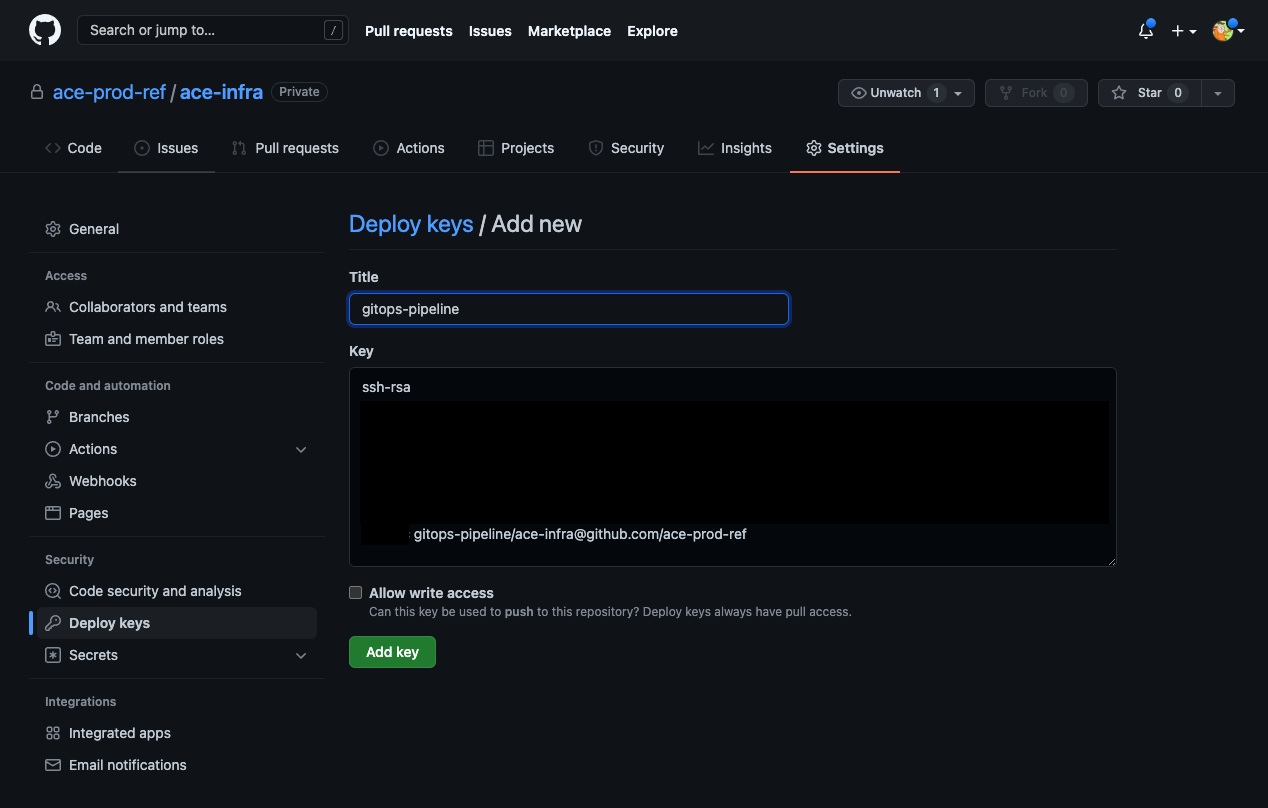 Search or jump to... /
Pull requests Issues Marketplace Explore
ace-prod-ref / ace-infra Private
Unwatch 1 Fork 0 Star 0
Code Issues Pull requests Actions Projects Security Insights Settings
General
Access
Collaborators and teams
Team and member roles
Code and automation
Branches
Actions
Webhooks
Pages
Security
Code security and analysis
Deploy keys
Secrets
Integrations
Integrated apps
Email notifications
Deploy keys / Add new
Title
gitops-pipeline
Key
ssh-rsa
gitops-pipeline/ace-infra@github.com/ace-prod-ref
Allow write access
Can this key be used to push to this repository? Deploy keys always have pull access.
Add key